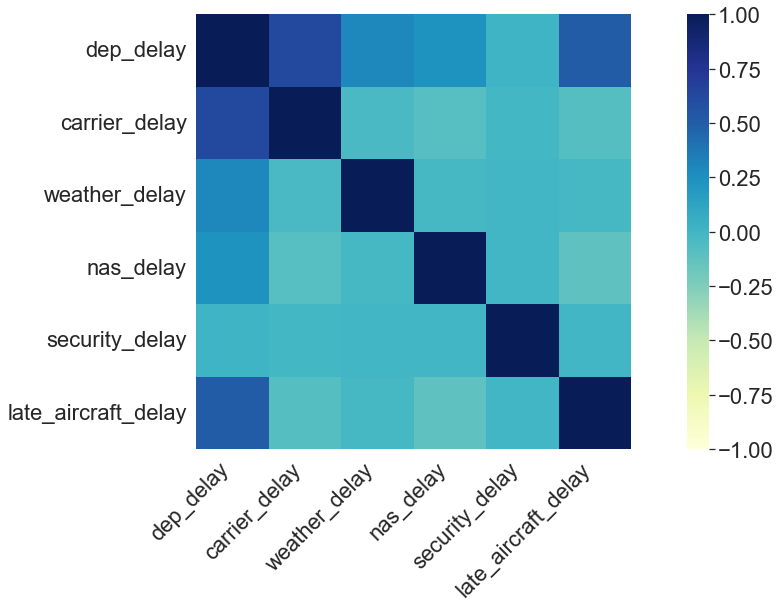 dep_delay
carrier_delay
weather_delay
nas_delay
security_delay
late_aircraft_delay
dep_delay
carrier_delay
weather_delay
nas_delay
security_delay
late_aircraft_delay
1.00
0.75
0.50
0.25
0.00
−0.25
−0.50
−0.75
−1.00